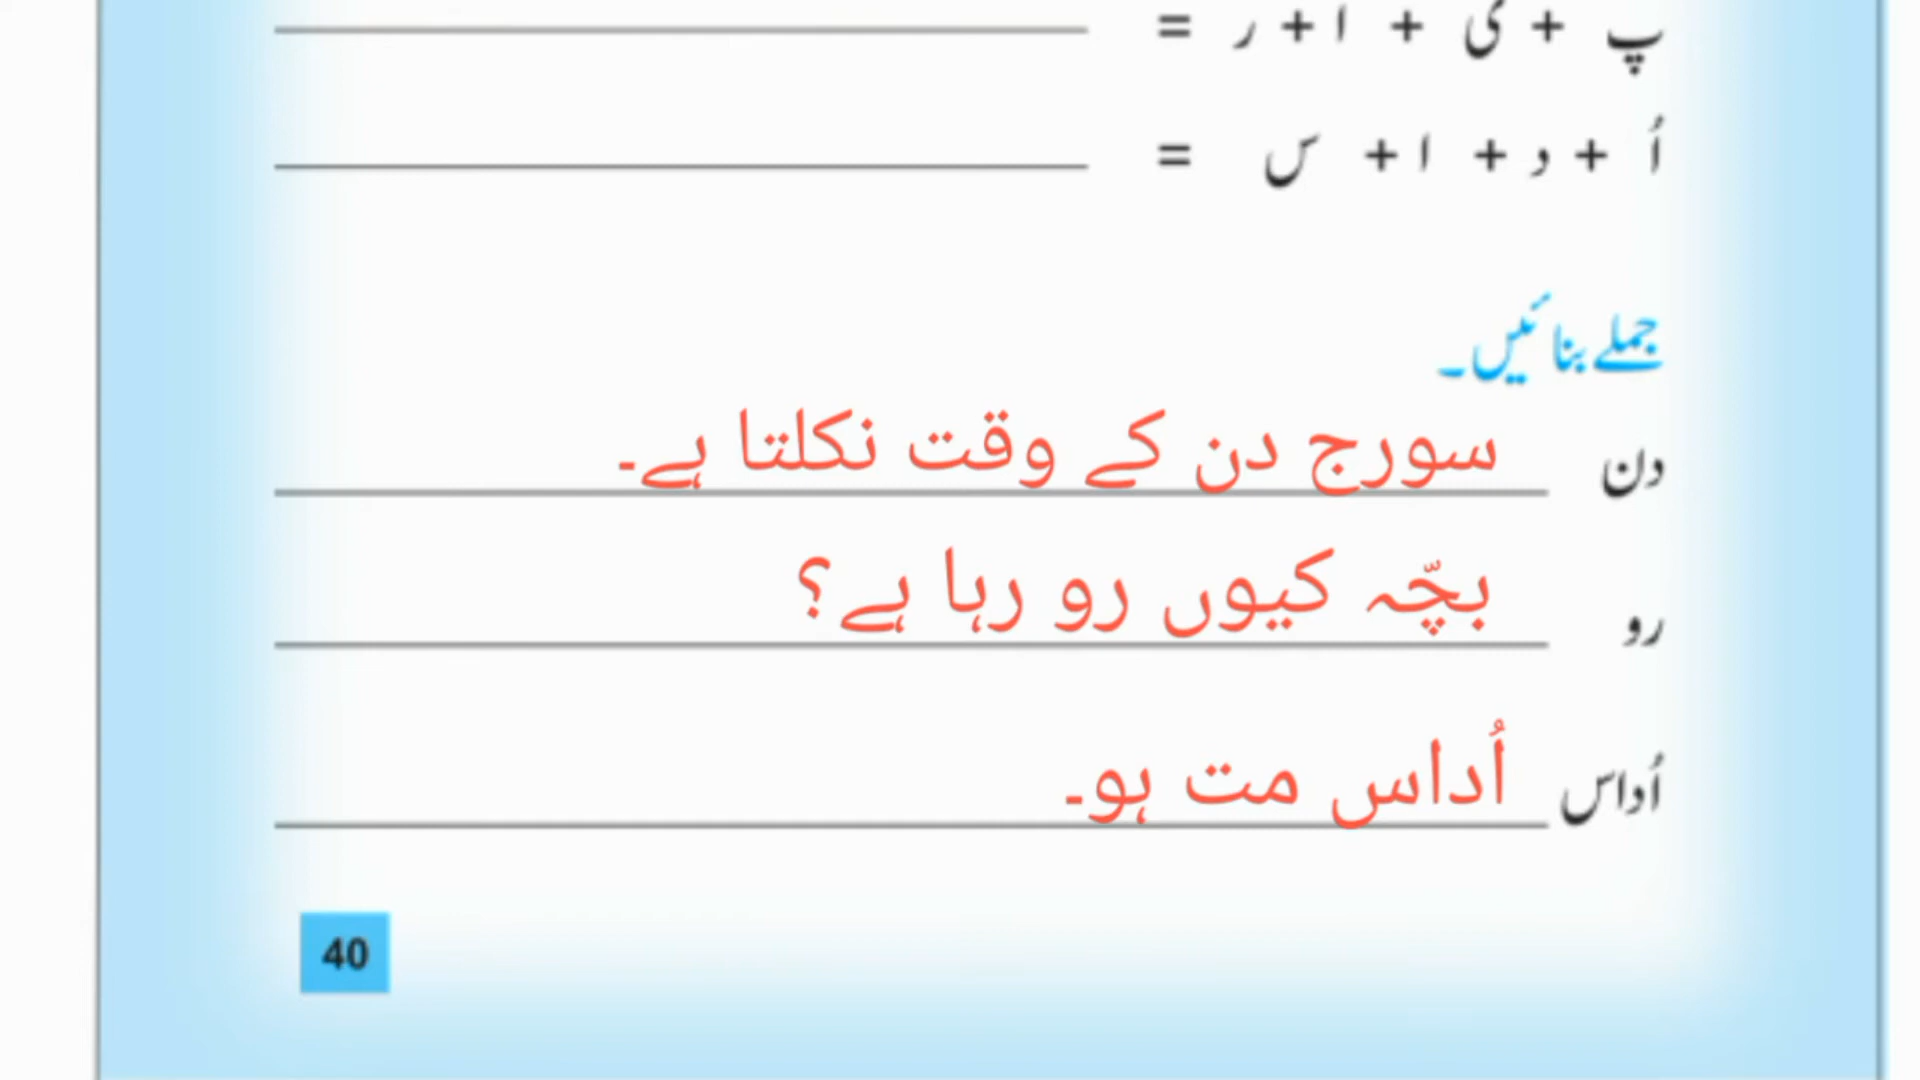 پ + ی + ا + ر =
اُ + د + ا + س =
جملے بنائیں۔
دن سورج دن کے وقت نکلتا ہے۔
رو بچّہ کیوں رو رہا ہے؟
اُداس اُداس مت ہو۔
40